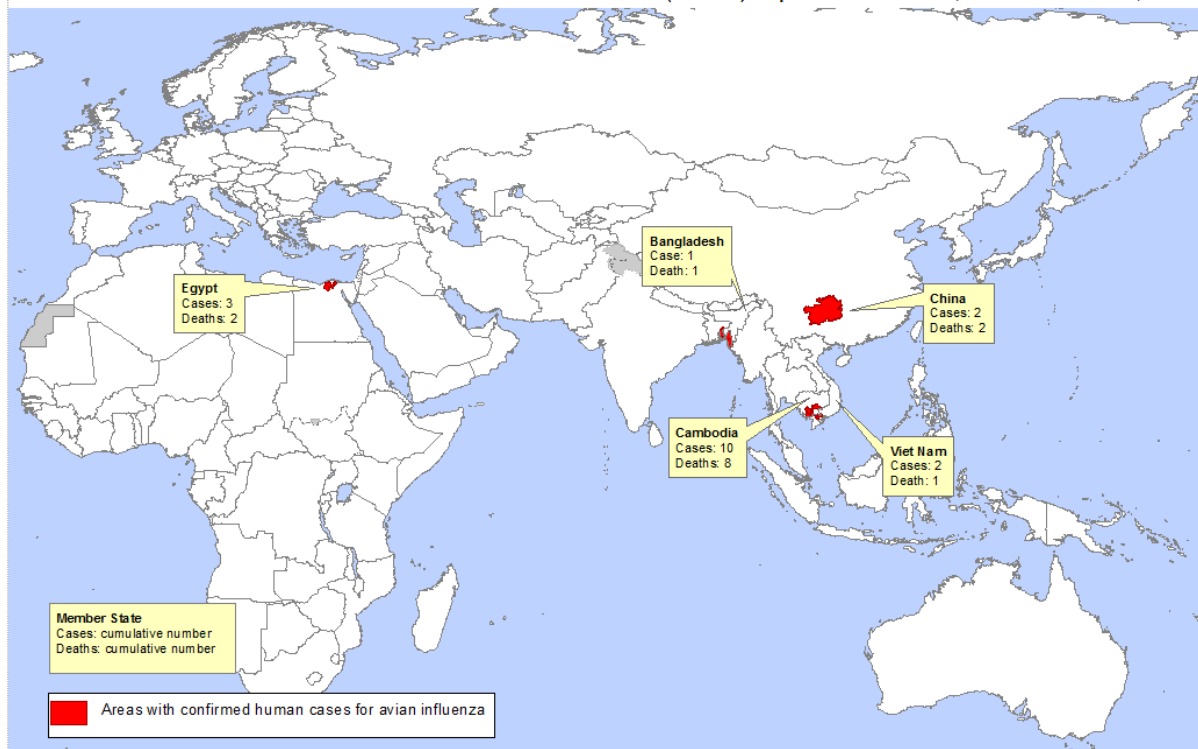 Bangladesh
Case: 1
Death: 1
Egypt
Cases: 3
Deaths: 2
China
Cases: 2
Deaths: 2
Cambodia
Cases: 10
Deaths: 8
Viet Nam
Cases: 2
Death: 1
Member State
Cases: cumulative number
Deaths: cumulative number
Areas with confirmed human cases for avian influenza